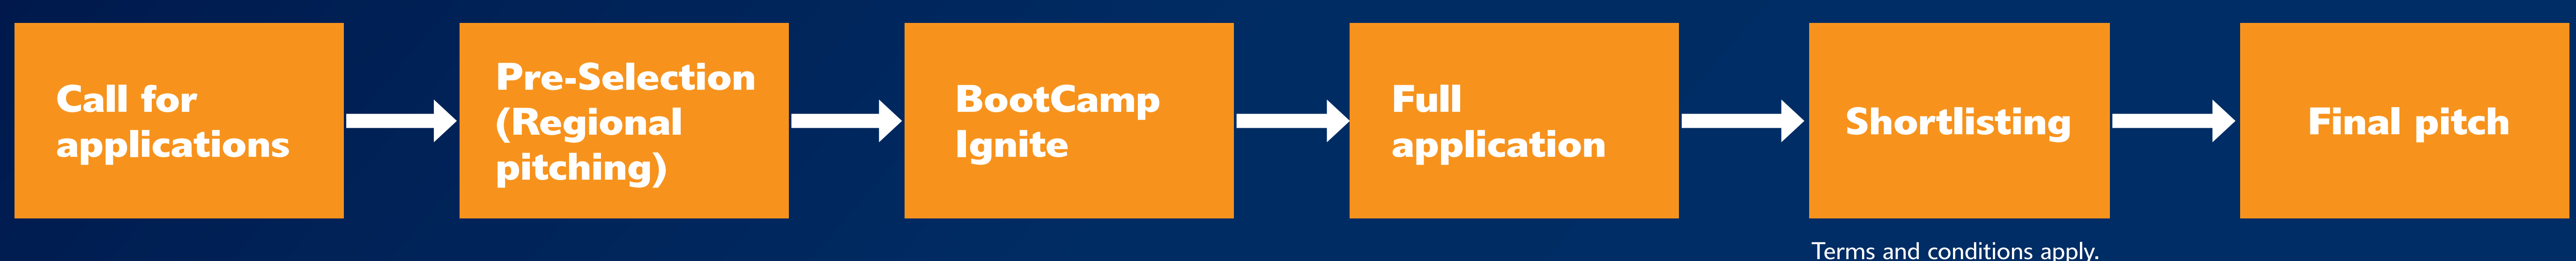 Call for
applications
Pre-Selection
(Regional
pitching)
BootCamp
Ignite
Full
application
Shortlisting
Final pitch
Terms and conditions apply.